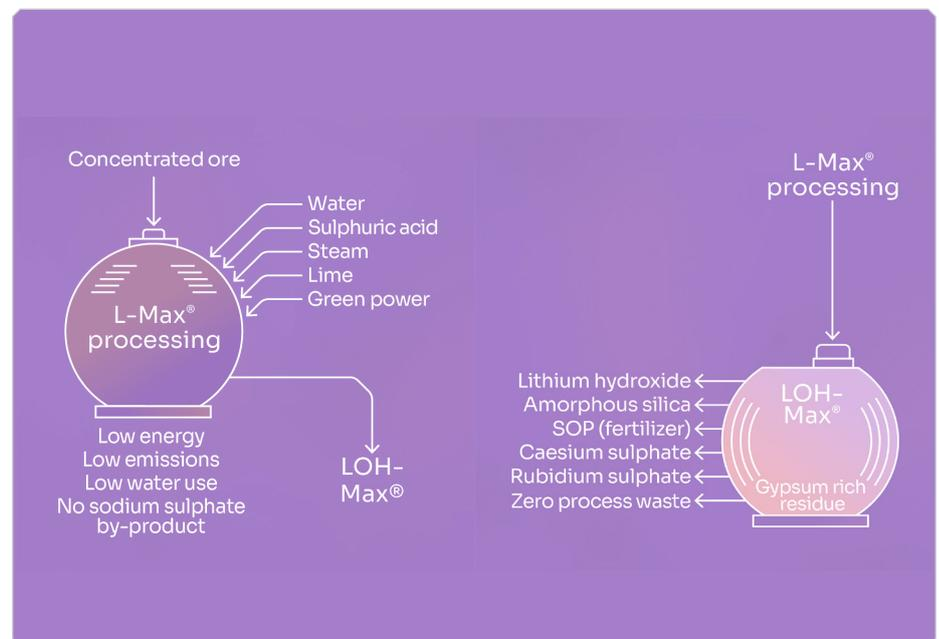 Concentrated ore
Water
Sulphuric acid
Steam
Lime
Green power
L-Max®
processing
Low energy
Low emissions
Low water use
No sodium sulphate
by-product
LOH-
Max®
L-Max®
processing
Lithium hydroxide
Amorphous silica
SOP (fertilizer)
Caesium sulphate
Rubidium sulphate
Zero process waste
LOH-
Max®
Gypsum rich
residue